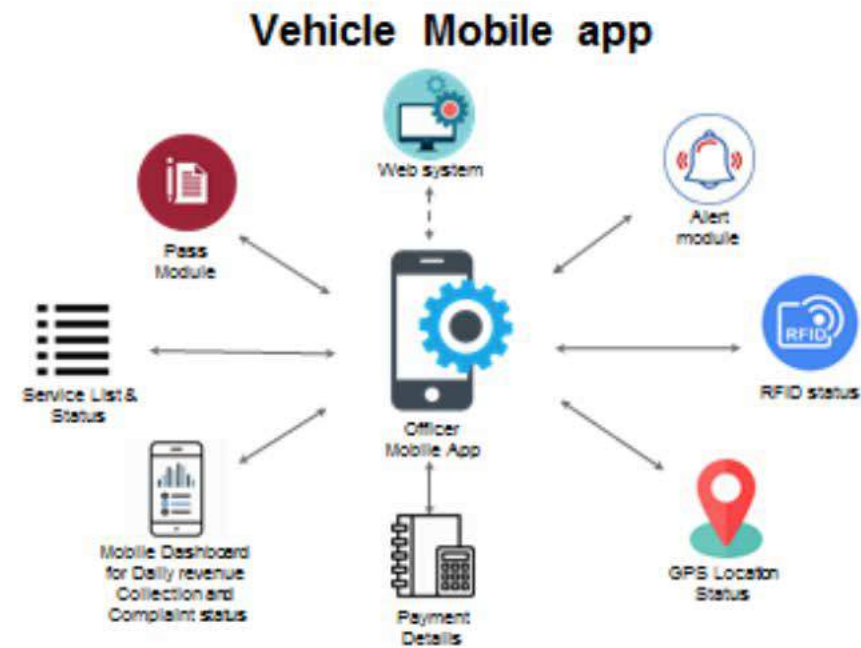 Vehicle Mobile app
Web system
Alert
module
Pass
Module
RFID
RFID status
Service List &
Status
Officer
Mobile App
Mobile Dashboard
for Daily revenue
Collection and
Complaint status
Payment
Details
GPS Location
Status